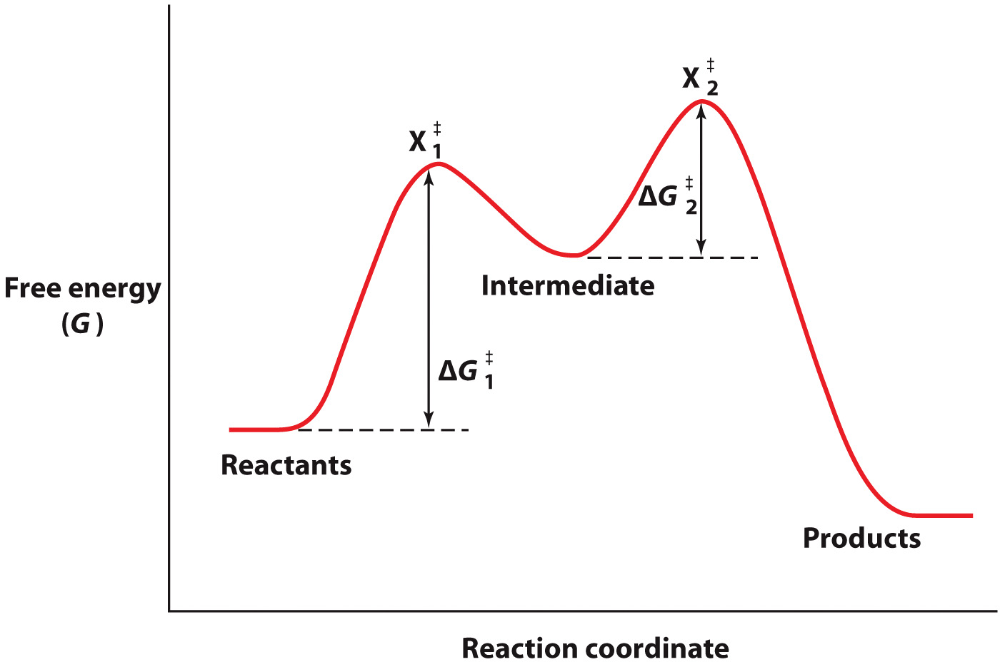 X‡2
X‡1
ΔG‡2
Free energy
(G)
Intermediate
ΔG‡1
Reactants
Products
Reaction coordinate